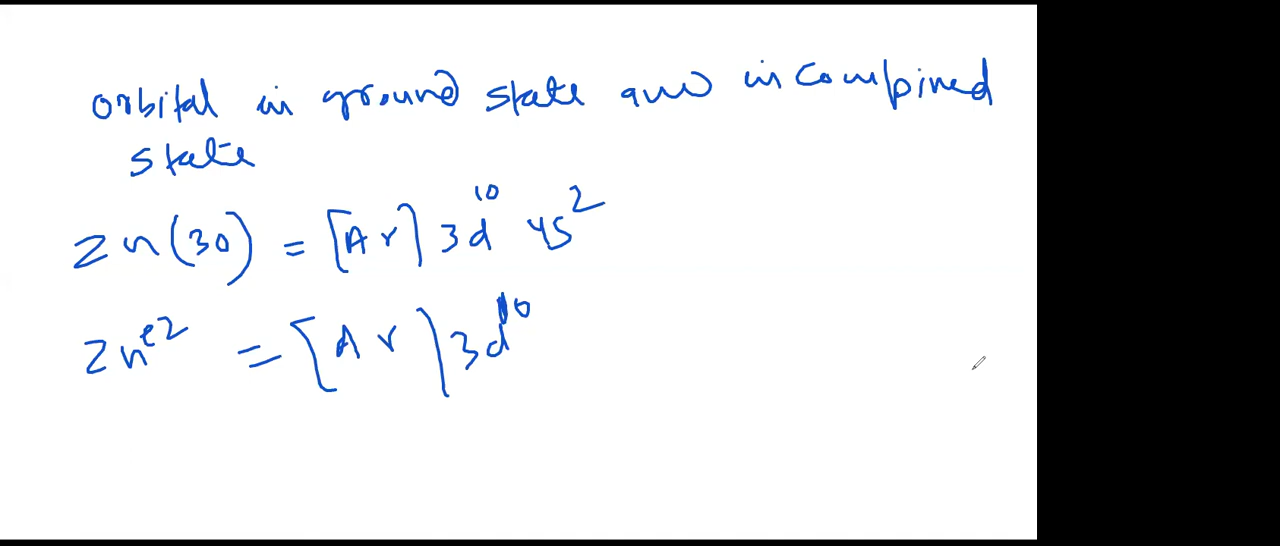 orbital in ground state and in combined
state
Zn(30) = [Ar] 3d¹⁰ 4s²
Zn⁺² = [Ar] 3d¹⁰